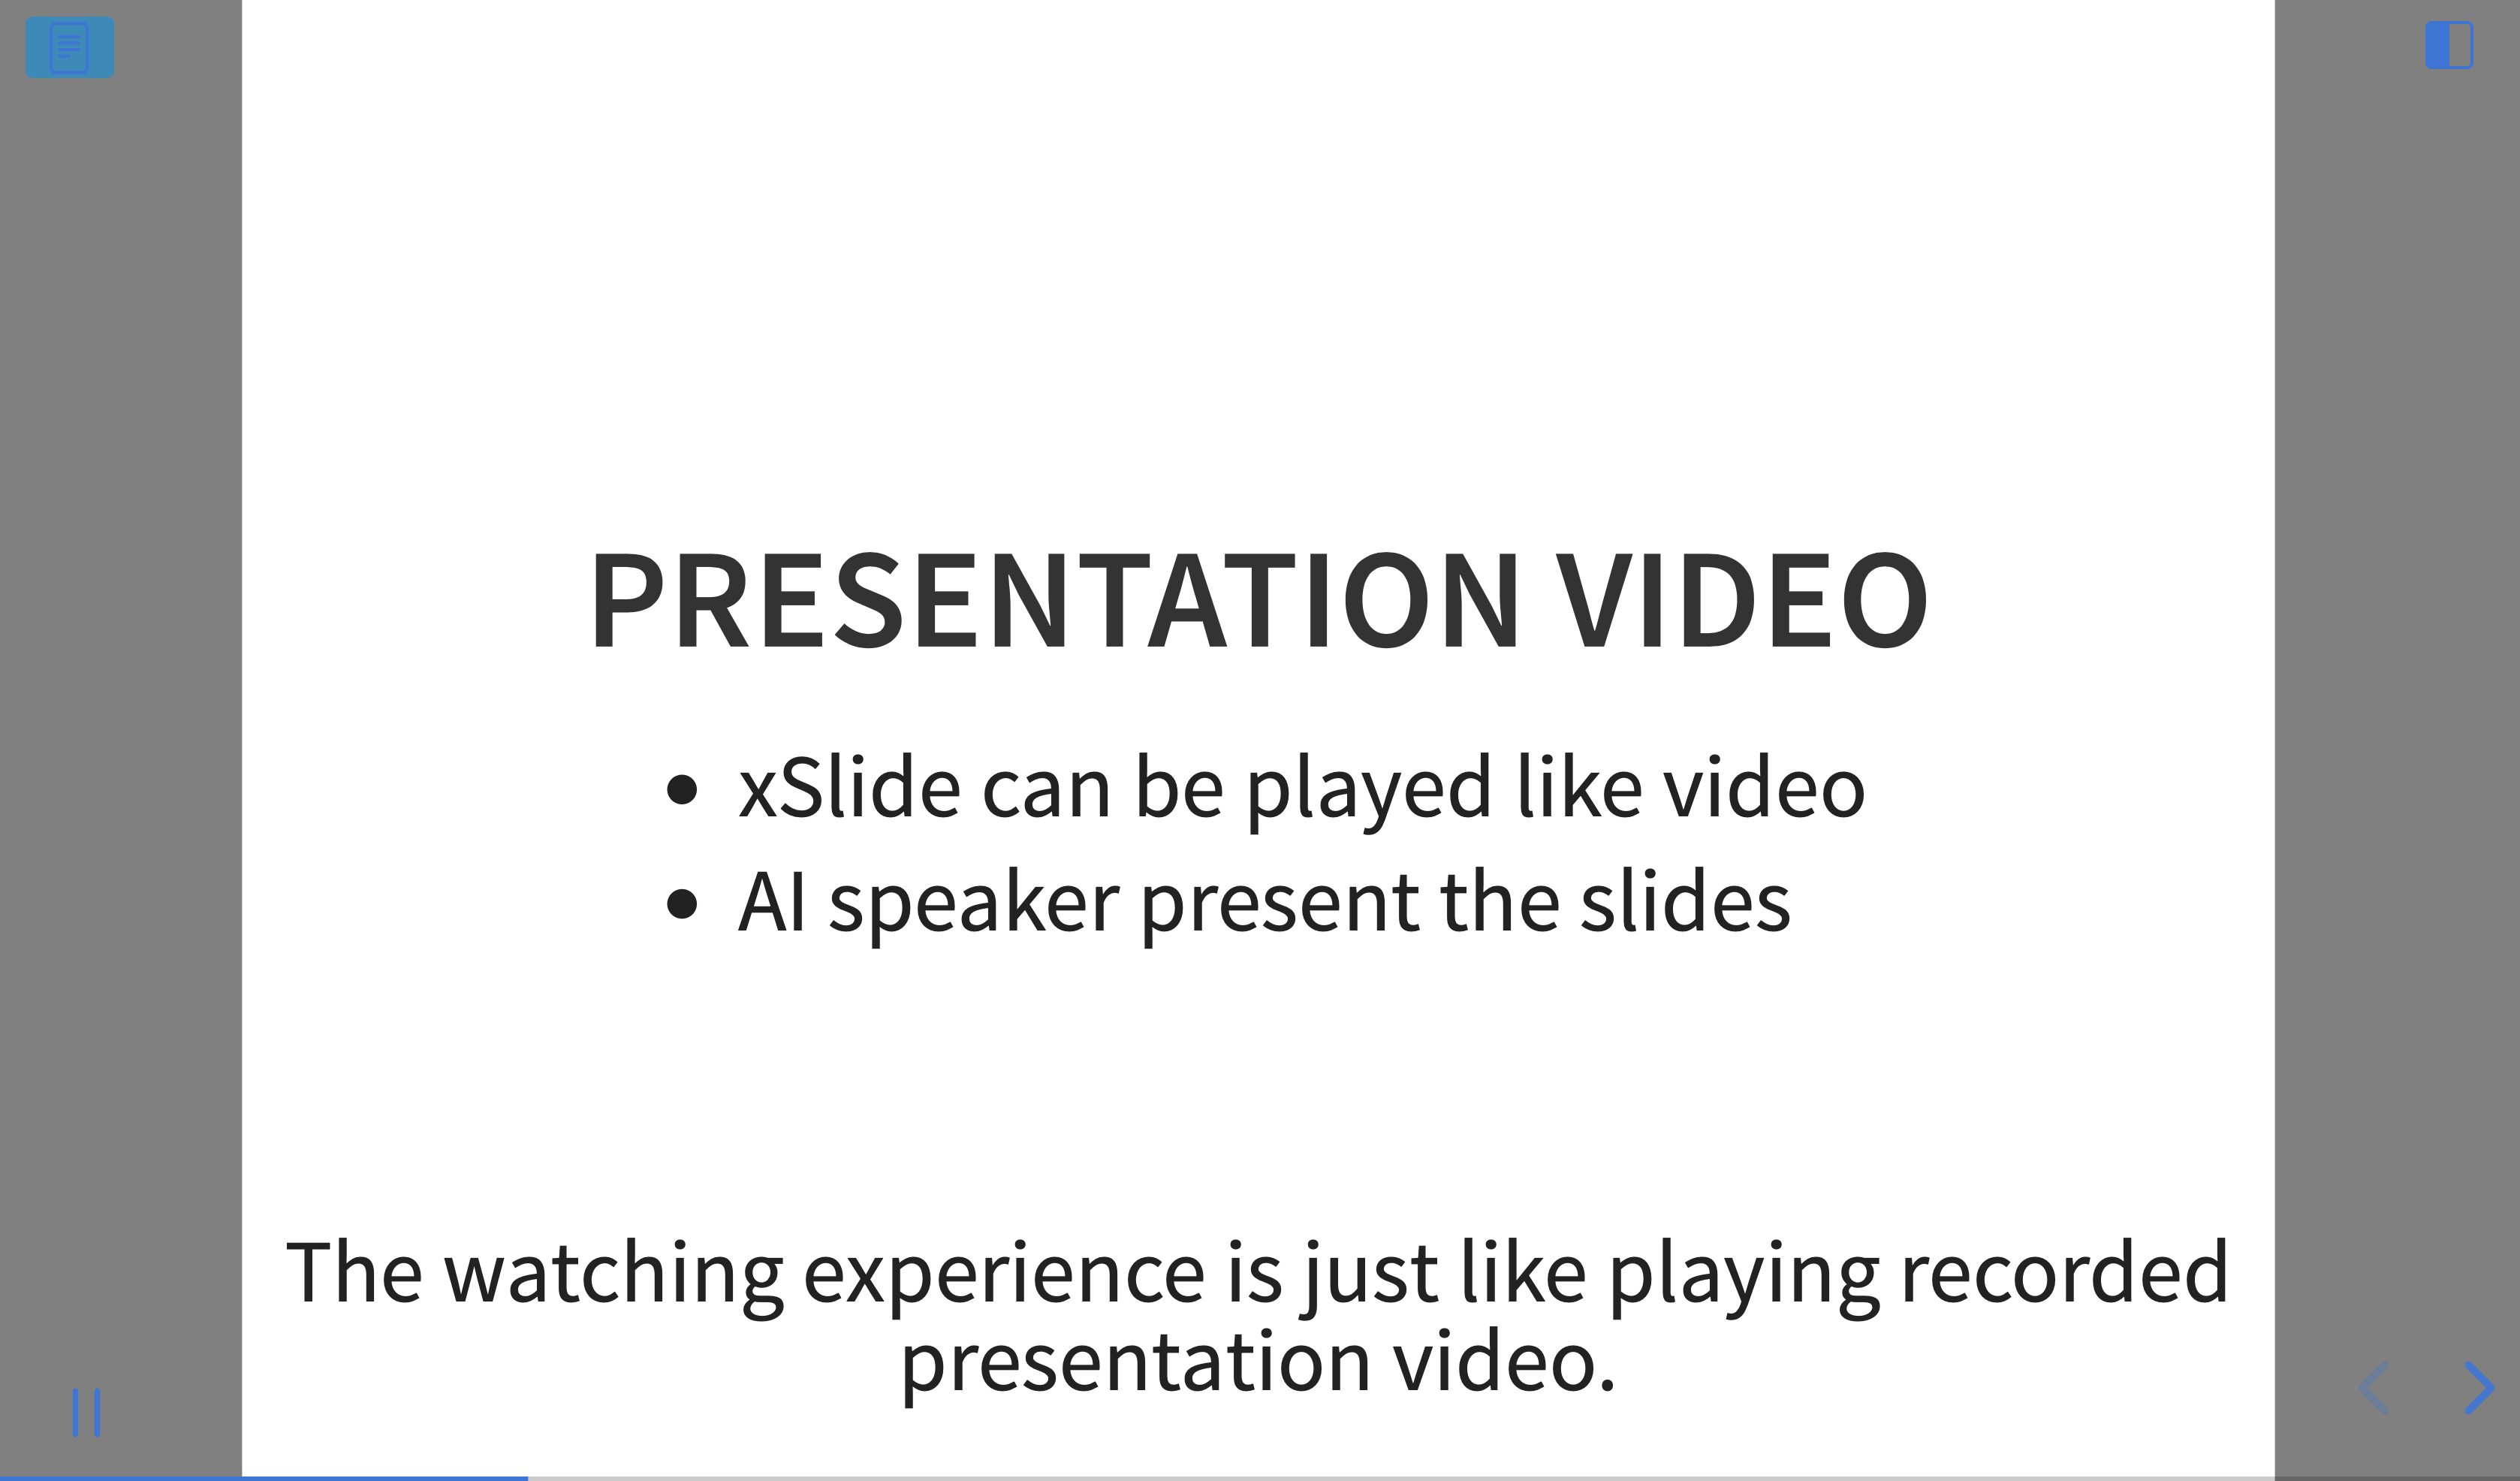 PRESENTATION VIDEO
• xSlide can be played like video
• AI speaker present the slides
The watching experience is just like playing recorded
presentation video.